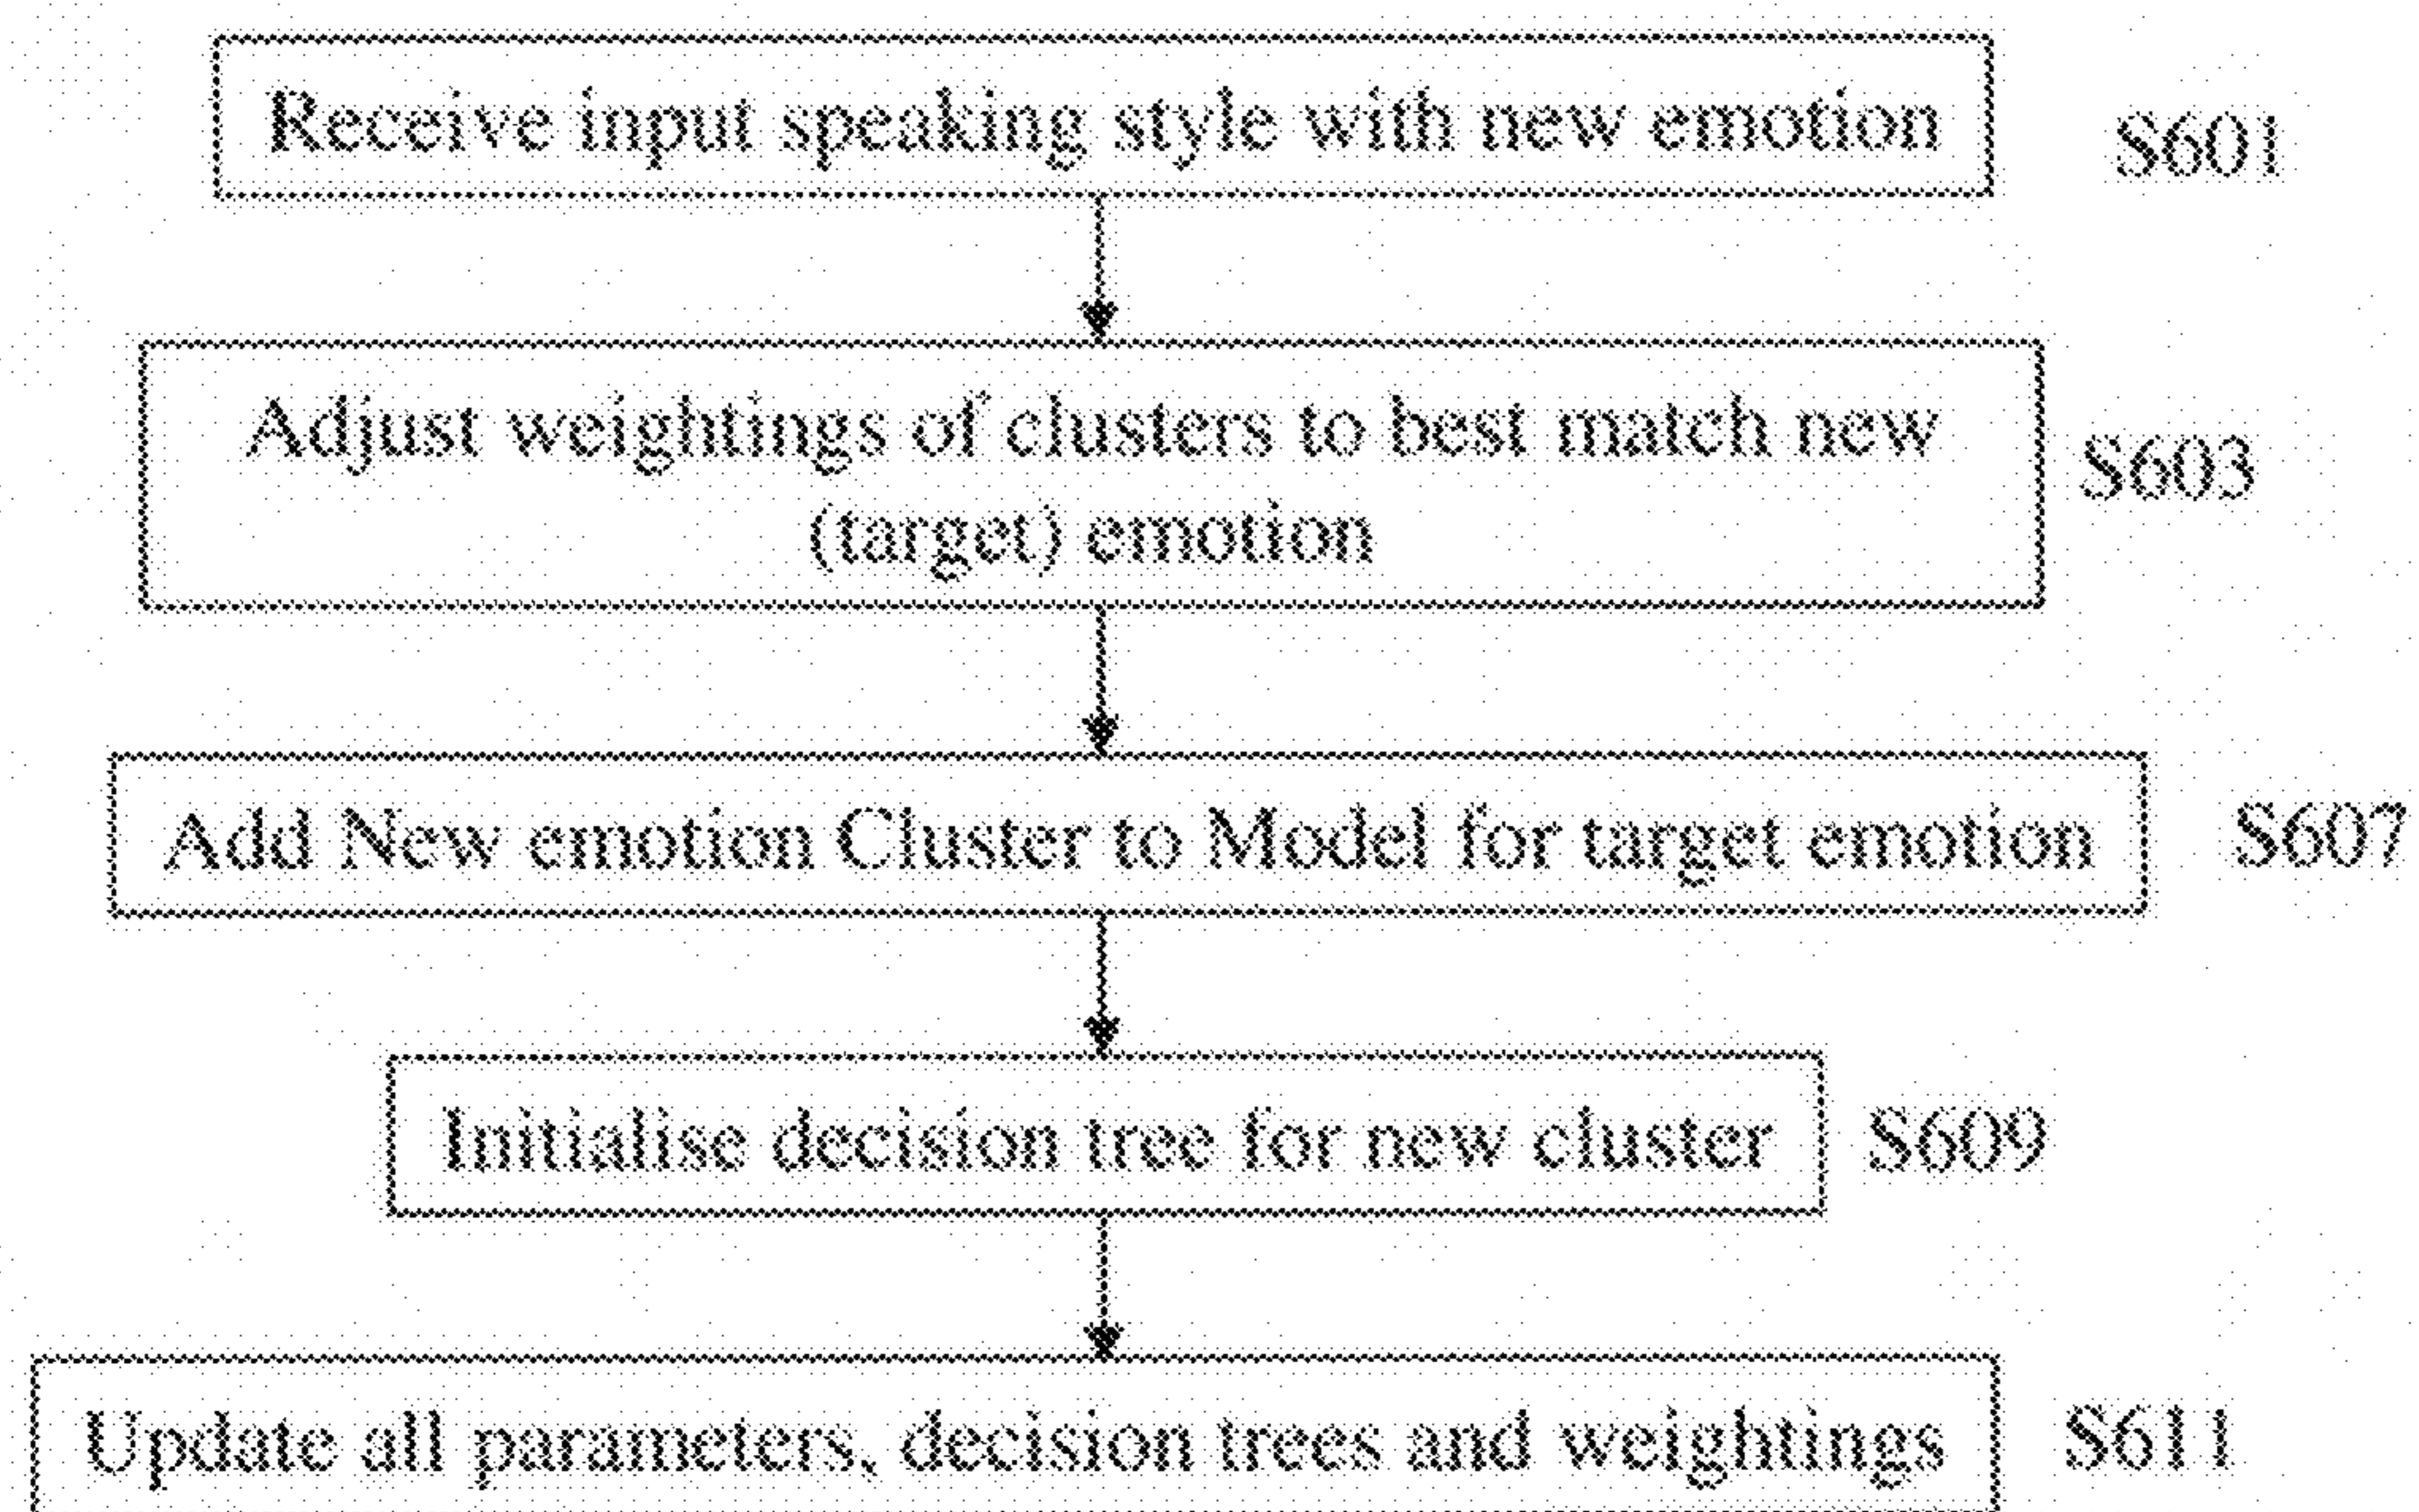 Receive input speaking style with new emotion
S601
Adjust weightings of clusters to best match new
(target) emotion
S603
Add New emotion Cluster to Model for target emotion
S607
Initialise decision tree for new cluster
S609
Update all parameters, decision trees and weightings
S611